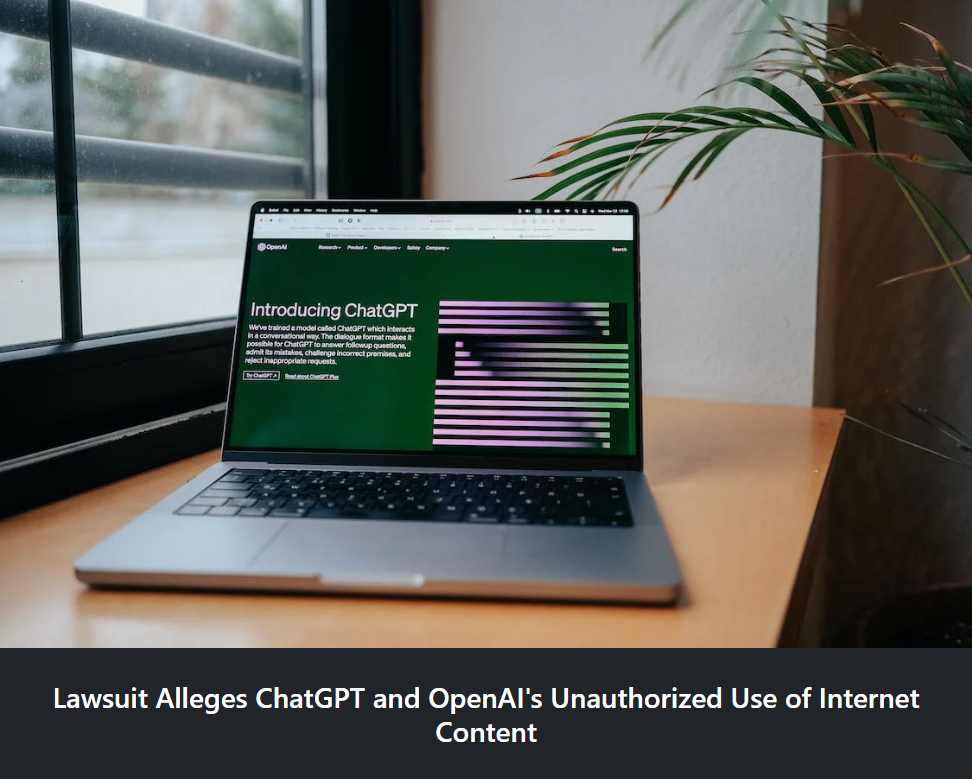 OpenAI
Research Product Developers Safety Company Search
Introducing ChatGPT
We've trained a model called ChatGPT which interacts
in a conversational way. The dialogue format makes it
possible for ChatGPT to answer followup questions,
admit its mistakes, challenge incorrect premises, and
reject inappropriate requests.
Try ChatGPT ↗ Read about ChatGPT Plus
Lawsuit Alleges ChatGPT and OpenAI's Unauthorized Use of Internet
Content